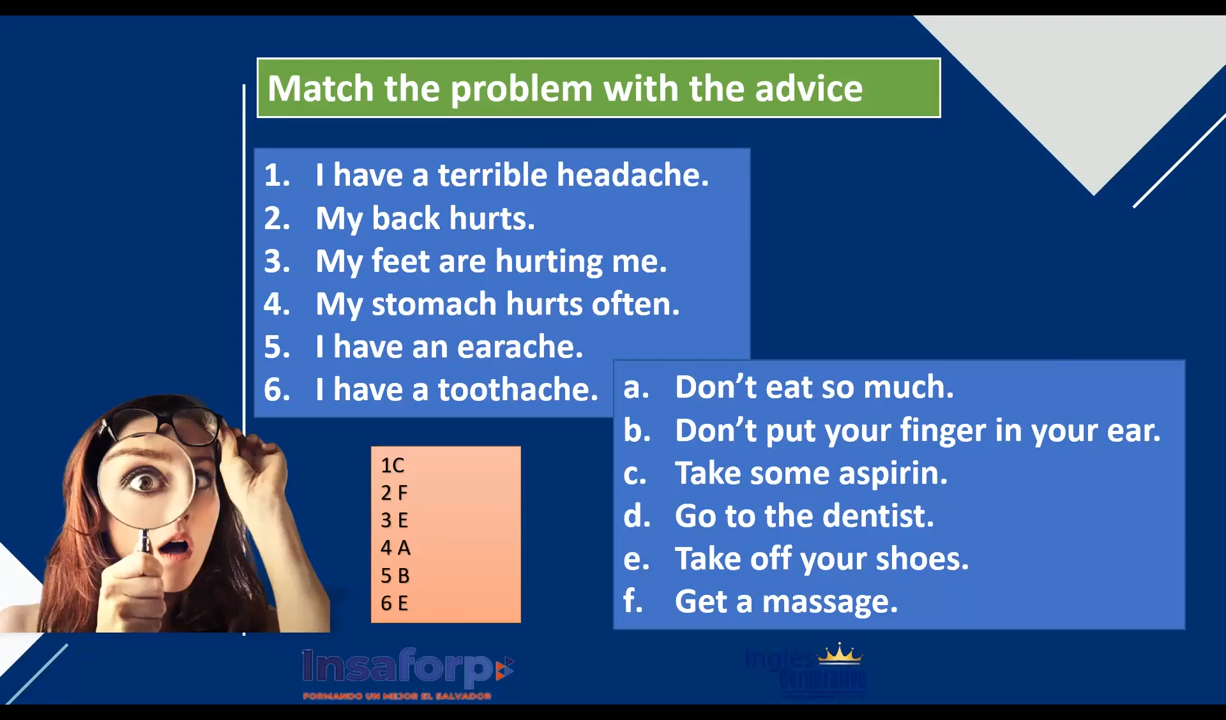 Match the problem with the advice
1. I have a terrible headache.
2. My back hurts.
3. My feet are hurting me.
4. My stomach hurts often.
5. I have an earache.
6. I have a toothache.
a. Don’t eat so much.
b. Don’t put your finger in your ear.
c. Take some aspirin.
d. Go to the dentist.
e. Take off your shoes.
f. Get a massage.
1C
2 F
3 E
4 A
5 B
6 E
Insaforp
FORMANDO UN MEJOR EL SALVADOR
Inglés
Corporativo